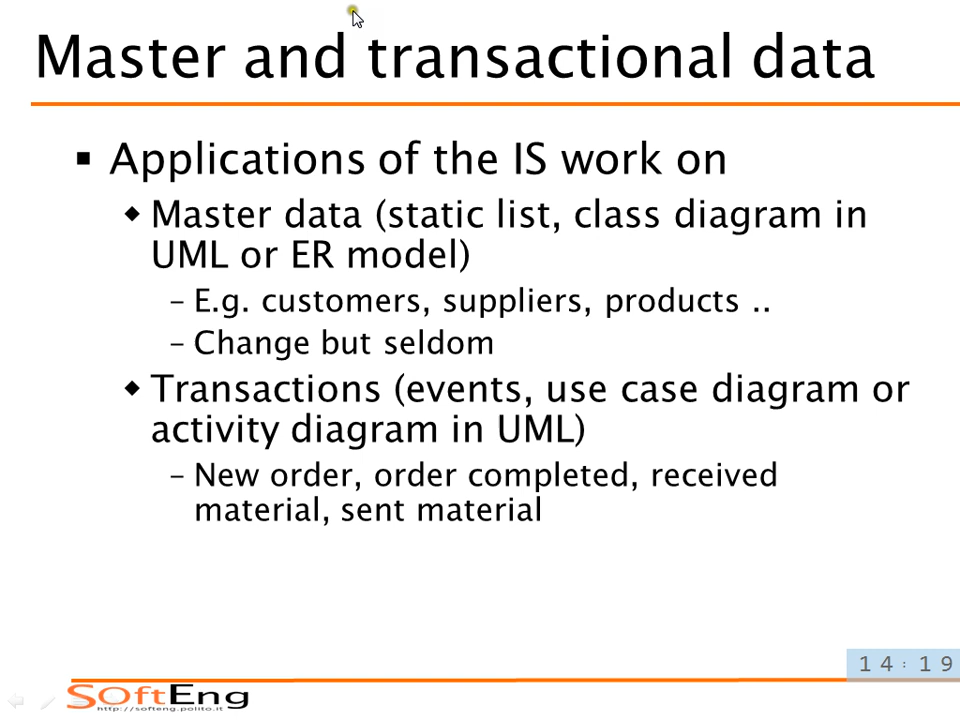 Master and transactional data
▪ Applications of the IS work on
◆ Master data (static list, class diagram in
UML or ER model)
– E.g. customers, suppliers, products ..
– Change but seldom
◆ Transactions (events, use case diagram or
activity diagram in UML)
– New order, order completed, received
material, sent material
14:19
SOftEng
http://softeng.polito.it